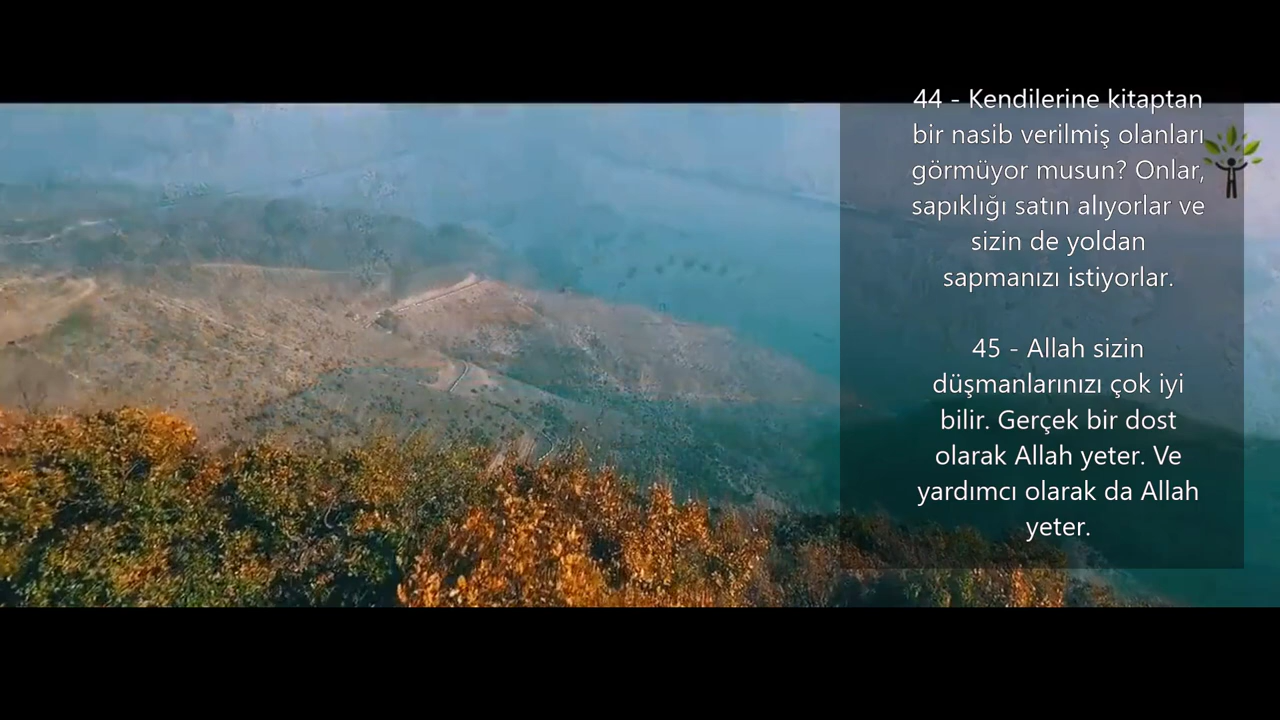 44 - Kendilerine kitaptan
bir nasib verilmiş olanları
görmüyor musun? Onlar,
sapıklığı satın alıyorlar ve
sizin de yoldan
sapmanızı istiyorlar.
45 - Allah sizin
düşmanlarınızı çok iyi
bilir. Gerçek bir dost
olarak Allah yeter. Ve
yardımcı olarak da Allah
yeter.